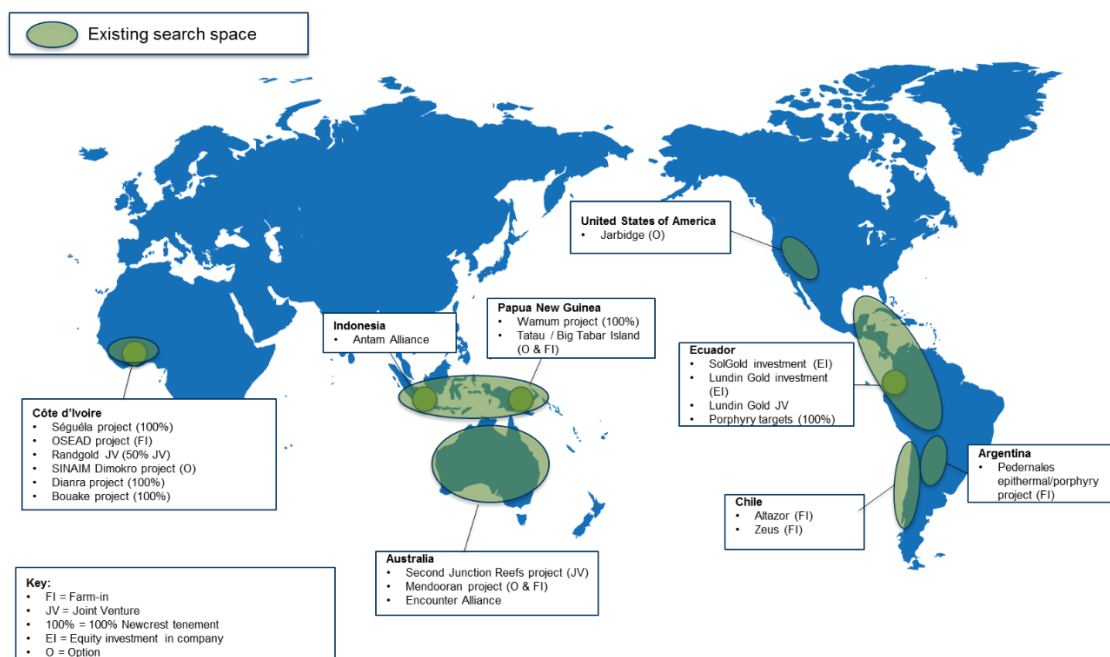 Existing search space
United States of America
• Jarbidge (O)
Papua New Guinea
• Wamum project (100%)
• Tatau / Big Tabar Island
(O & FI)
Indonesia
• Antam Alliance
Ecuador
• SolGold investment (EI)
• Lundin Gold investment
(EI)
• Lundin Gold JV
• Porphyry targets (100%)
Côte d'Ivoire
• Séguéla project (100%)
• OSEAD project (FI)
• Randgold JV (50% JV)
• SINAIM Dimokro project (O)
• Dianra project (100%)
• Bouake project (100%)
Argentina
• Pedernales
epithermal/porphyry
project (FI)
Chile
• Altazor (FI)
• Zeus (FI)
Australia
• Second Junction Reefs project (JV)
• Mendooran project (O & FI)
• Encounter Alliance
Key:
• FI = Farm-in
• JV = Joint Venture
• 100% = 100% Newcrest tenement
• EI = Equity investment in company
• O = Option